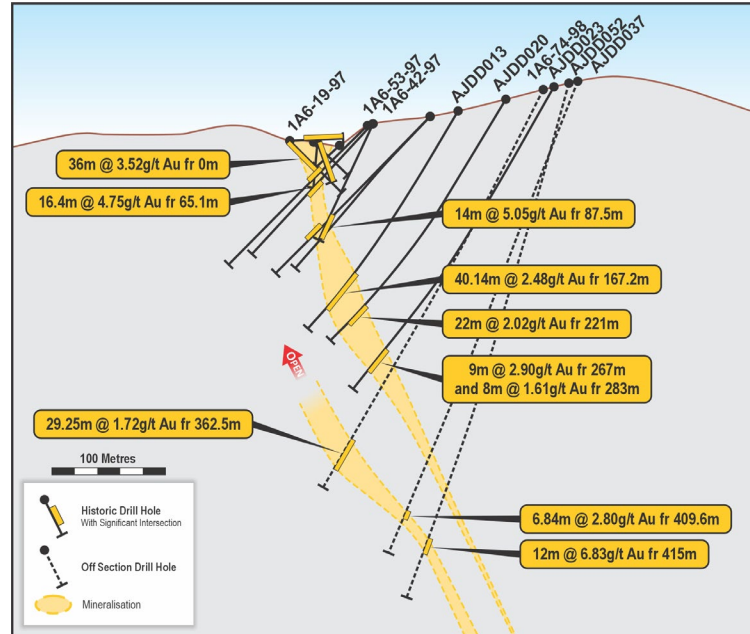 1A6-19-97
1A6-53-97
1A6-42-97
AJDD013
AJDD020
1A6-74-98
AJDD023
AJDD052
AJDD037
36m @ 3.52g/t Au fr 0m
16.4m @ 4.75g/t Au fr 65.1m
14m @ 5.05g/t Au fr 87.5m
40.14m @ 2.48g/t Au fr 167.2m
22m @ 2.02g/t Au fr 221m
9m @ 2.90g/t Au fr 267m
and 8m @ 1.61g/t Au fr 283m
OPEN
29.25m @ 1.72g/t Au fr 362.5m
6.84m @ 2.80g/t Au fr 409.6m
12m @ 6.83g/t Au fr 415m
100 Metres
Historic Drill Hole
With Significant Intersection
Off Section Drill Hole
Mineralisation